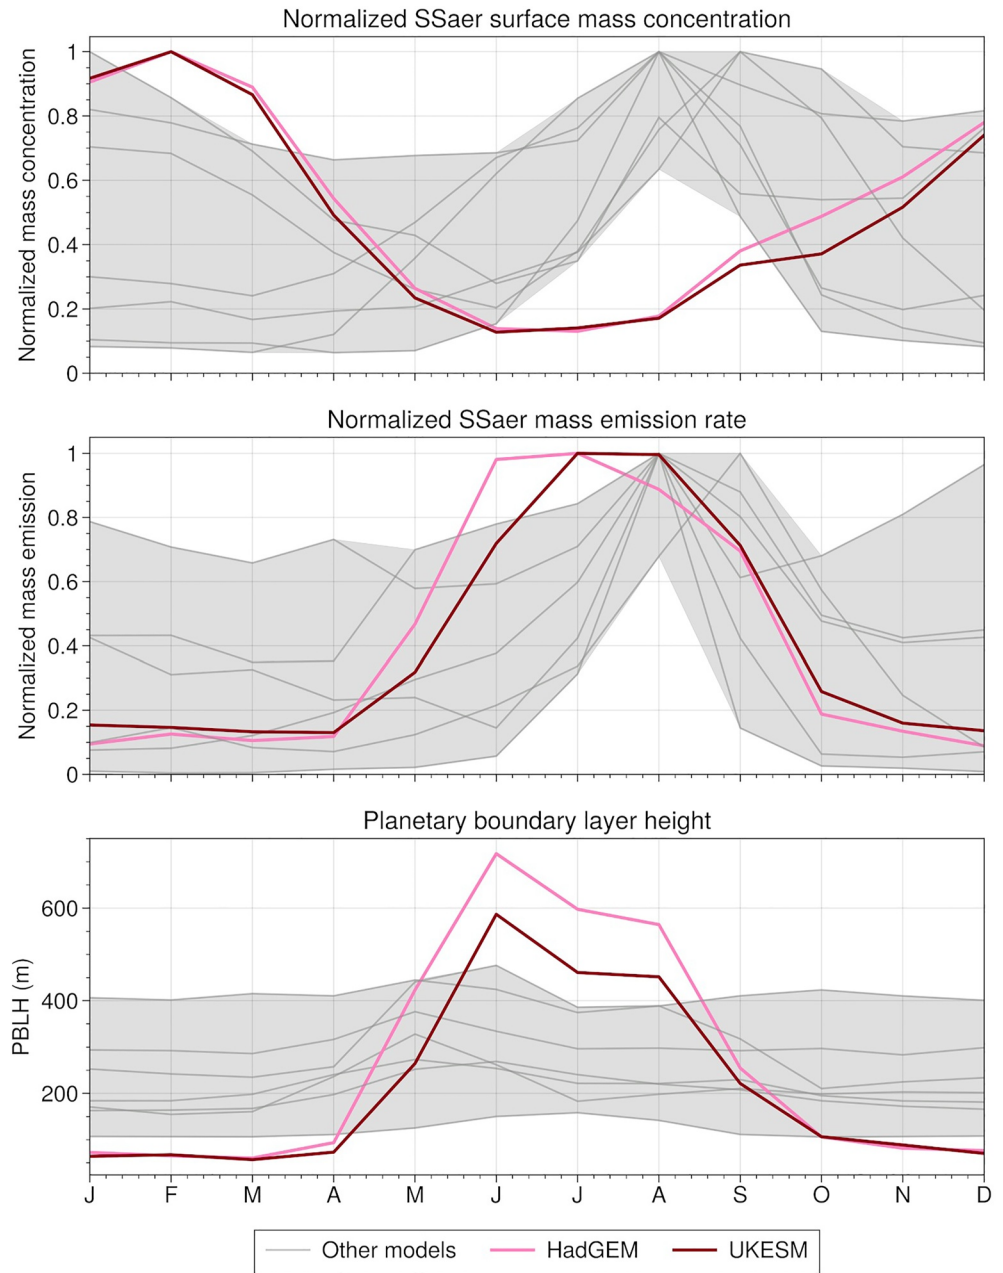 Normalized SSaer surface mass concentration
Normalized mass concentration
1
0.8
0.6
0.4
0.2
0
Normalized SSaer mass emission rate
Normalized mass emission
1
0.8
0.6
0.4
0.2
0
Planetary boundary layer height
PBLH (m)
600
400
200
J F M A M J J A S O N D
Other models HadGEM UKESM